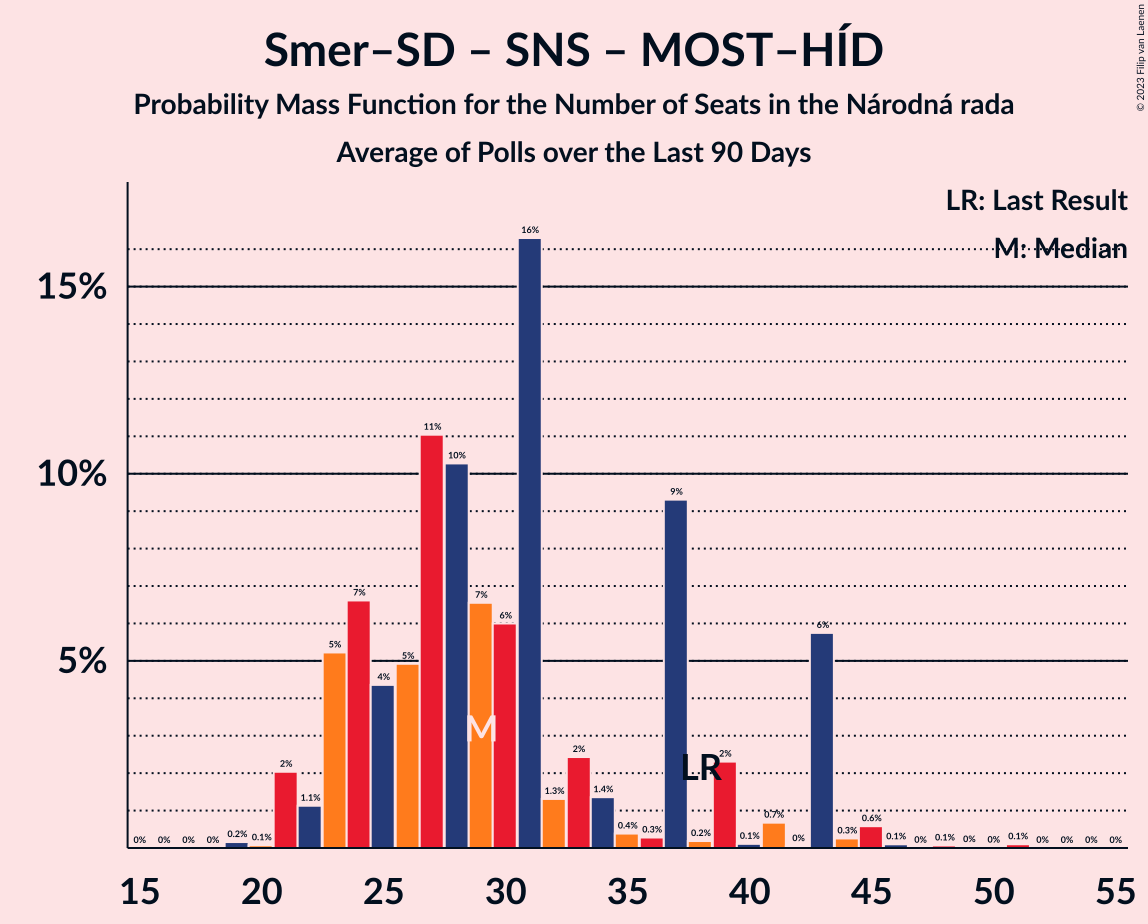 Smer–SD – SNS – MOST–HÍD
Probability Mass Function for the Number of Seats in the Národná rada
Average of Polls over the Last 90 Days
© 2023 Filip van Laenen
LR: Last Result
M: Median
15%
10%
5%
0% 0% 0% 0% 0.2% 0.1% 2% 1.1% 5% 7% 4% 5% 11% 10% 7% 6% 16% 1.3% 2% 1.4% 0.4% 0.3% 9% 0.2% 2% 0.1% 0.7% 0% 6% 0.3% 0.6% 0.1% 0% 0.1% 0% 0% 0.1% 0% 0% 0% 0%
M
LR
15 20 25 30 35 40 45 50 55